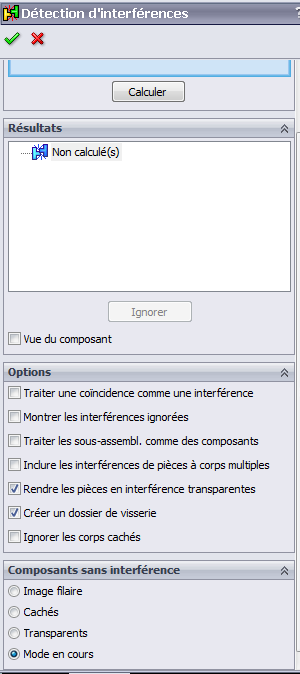 Détection d'interférences
?
Calculer
Résultats
Non calculé(s)
Ignorer
Vue du composant
Options
Traiter une coïncidence comme une interférence
Montrer les interférences ignorées
Traiter les sous-assembl. comme des composants
Inclure les interférences de pièces à corps multiples
Rendre les pièces en interférence transparentes
Créer un dossier de visserie
Ignorer les corps cachés
Composants sans interférence
Image filaire
Cachés
Transparents
Mode en cours